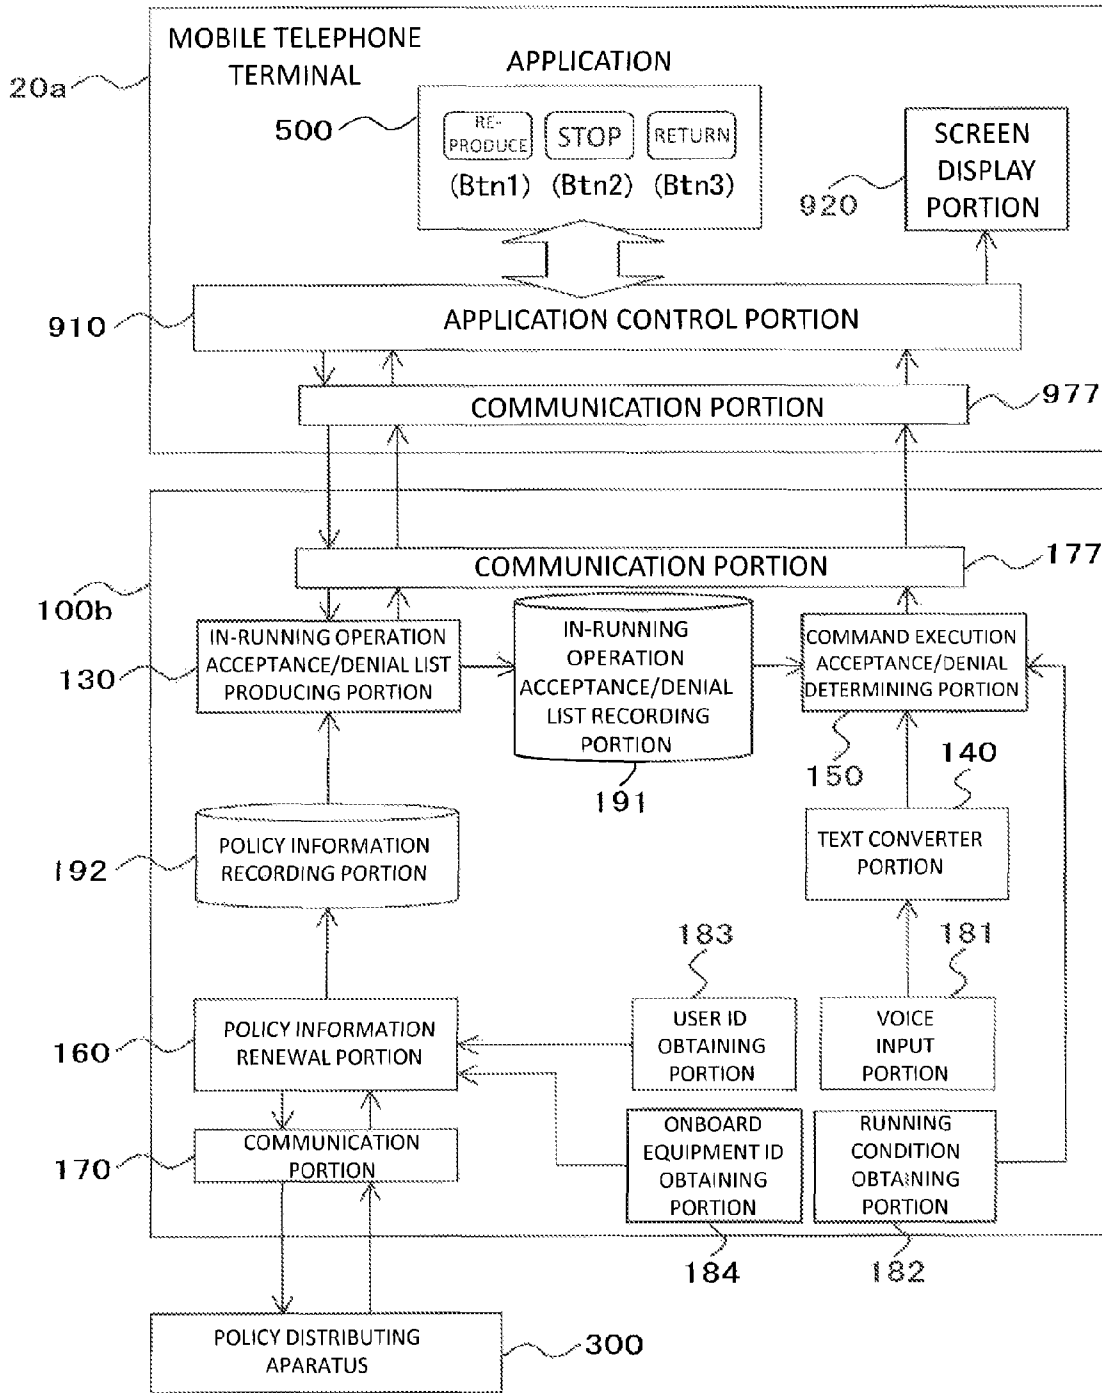 MOBILE TELEPHONE
TERMINAL
20a
APPLICATION
500
RE-
PRODUCE
STOP
RETURN
(Btn1) (Btn2) (Btn3)
SCREEN
DISPLAY
PORTION
920
910
APPLICATION CONTROL PORTION
COMMUNICATION PORTION
977
COMMUNICATION PORTION
177
100b
IN-RUNNING OPERATION
ACCEPTANCE/DENIAL LIST
PRODUCING PORTION
130
IN-RUNNING
OPERATION
ACCEPTANCE/DENIAL
LIST RECORDING
PORTION
191
COMMAND EXECUTION
ACCEPTANCE/DENIAL
DETERMINING PORTION
150
140
TEXT CONVERTER
PORTION
POLICY INFORMATION
RECORDING PORTION
192
183
181
POLICY INFORMATION
RENEWAL PORTION
160
USER ID
OBTAINING
PORTION
VOICE
INPUT
PORTION
COMMUNICATION
PORTION
170
ONBOARD
EQUIPMENT ID
OBTAINING
PORTION
184
RUNNING
CONDITION
OBTAINING
PORTION
182
POLICY DISTRIBUTING
APPARATUS
300